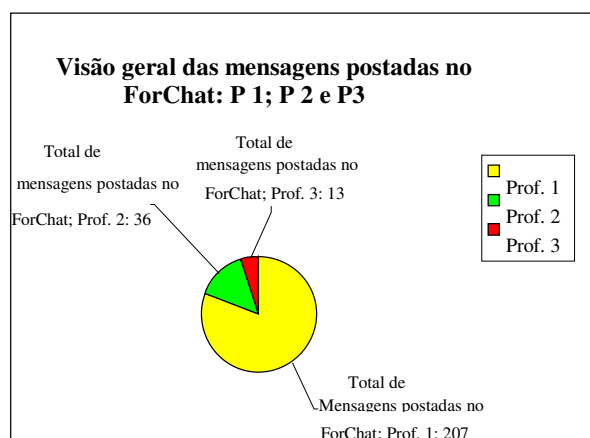 Visão geral das mensagens postadas no
ForChat: P 1; P 2 e P3
Total de
mensagens postadas no
ForChat; Prof. 2: 36
Total de
mensagens postadas no
ForChat; Prof. 3: 13
Prof. 1
Prof. 2
Prof. 3
Total de
Mensagens postadas no
ForChat; Prof. 1: 207